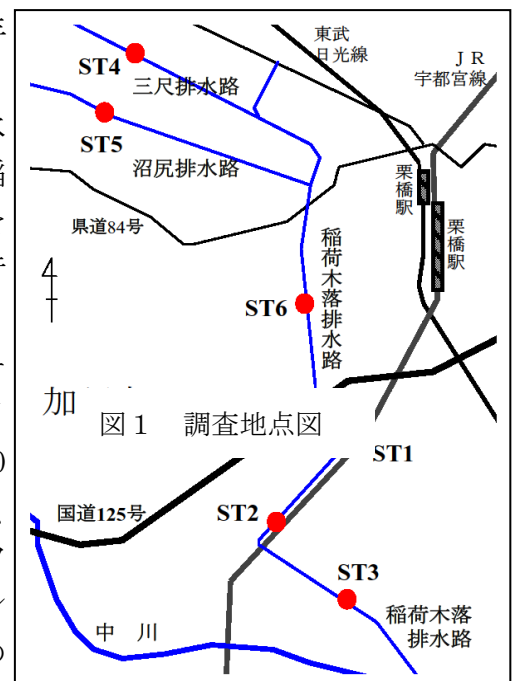 東武
日光線
ＪＲ
宇都宮線
ST4
三尺排水路
ST5
沼尻排水路
栗橋駅
栗橋駅
県道84号
稲荷木落排水路
ST6
加
図１　調査地点図
ST1
国道125号
ST2
ST3
稲荷木落
排水路
中　川